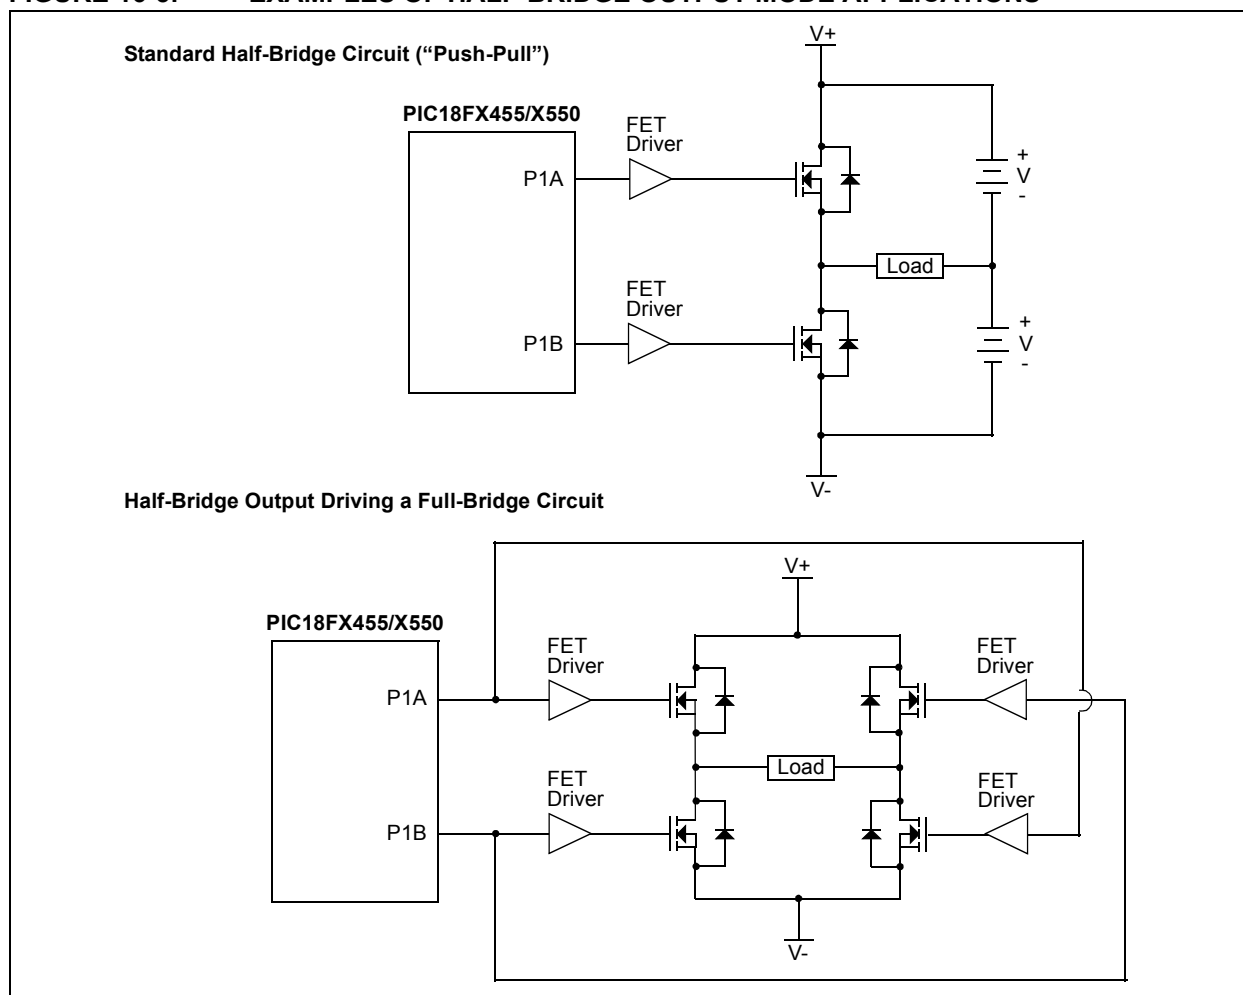 Standard Half-Bridge Circuit (“Push-Pull”)
V+
PIC18FX455/X550
FET
Driver
P1A
+
V
-
Load
FET
Driver
P1B
+
V
-
V-
Half-Bridge Output Driving a Full-Bridge Circuit
V+
PIC18FX455/X550
FET
Driver
FET
Driver
P1A
Load
FET
Driver
FET
Driver
P1B
V-